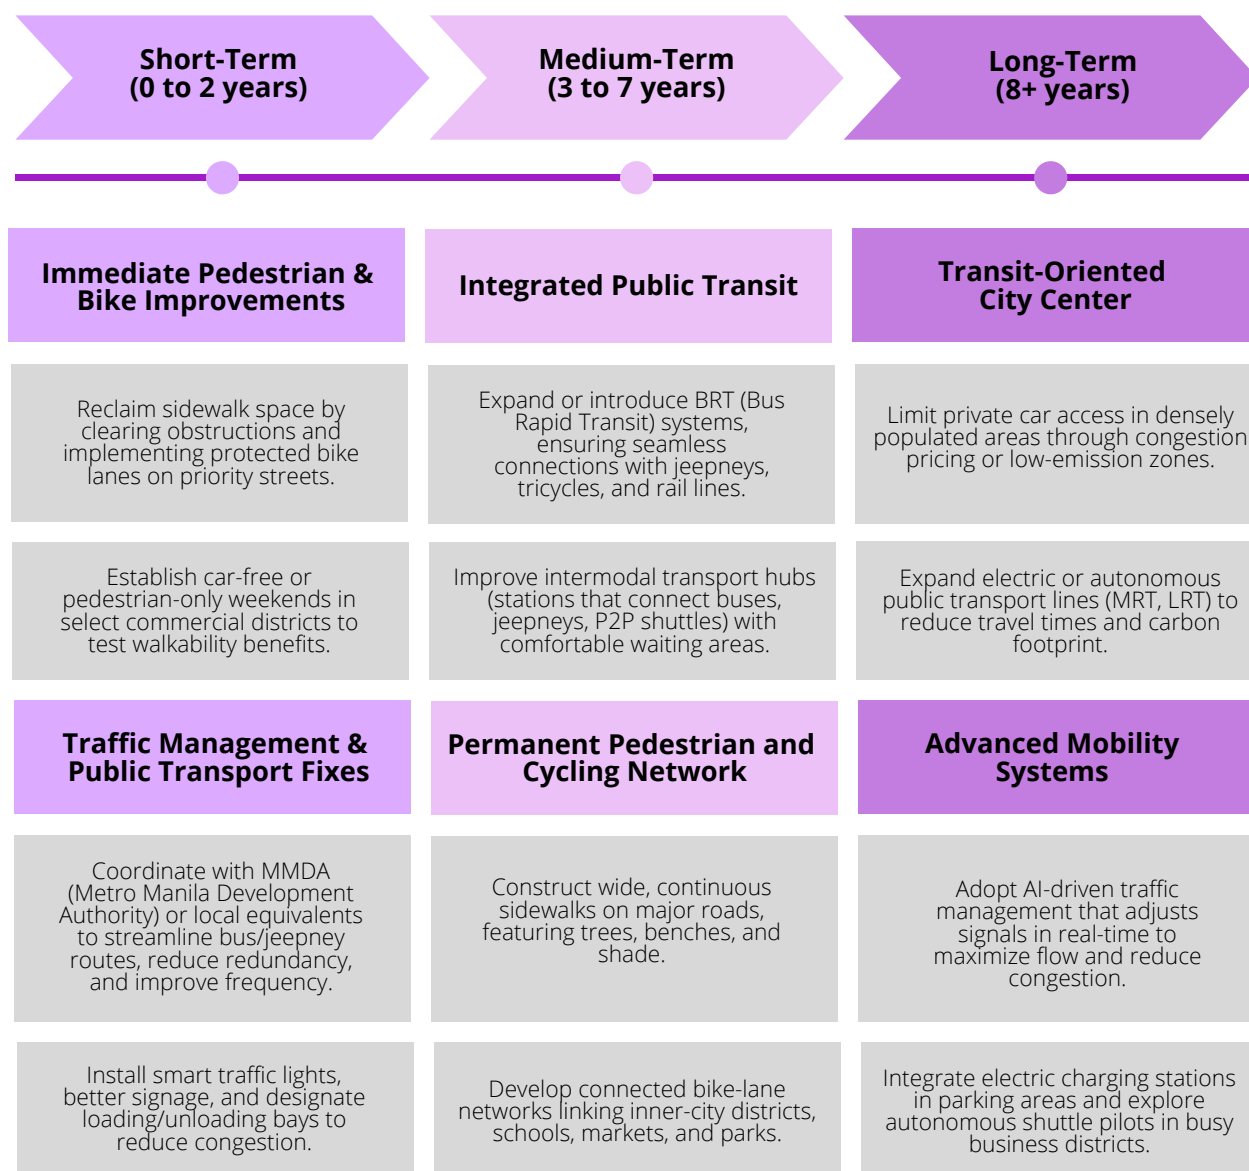 Short-Term
(0 to 2 years)
Medium-Term
(3 to 7 years)
Long-Term
(8+ years)
Immediate Pedestrian &
Bike Improvements
Integrated Public Transit
Transit-Oriented
City Center
Reclaim sidewalk space by
clearing obstructions and
implementing protected bike
lanes on priority streets.
Expand or introduce BRT (Bus
Rapid Transit) systems,
ensuring seamless
connections with jeepneys,
tricycles, and rail lines.
Limit private car access in densely
populated areas through congestion
pricing or low-emission zones.
Establish car-free or
pedestrian-only weekends in
select commercial districts to
test walkability benefits.
Improve intermodal transport hubs
(stations that connect buses,
jeepneys, P2P shuttles) with
comfortable waiting areas.
Expand electric or autonomous
public transport lines (MRT, LRT) to
reduce travel times and carbon
footprint.
Traffic Management &
Public Transport Fixes
Permanent Pedestrian and
Cycling Network
Advanced Mobility
Systems
Coordinate with MMDA
(Metro Manila Development
Authority) or local equivalents
to streamline bus/jeepney
routes, reduce redundancy,
and improve frequency.
Construct wide, continuous
sidewalks on major roads,
featuring trees, benches, and
shade.
Adopt AI-driven traffic
management that adjusts
signals in real-time to
maximize flow and reduce
congestion.
Install smart traffic lights,
better signage, and designate
loading/unloading bays to
reduce congestion.
Develop connected bike-lane
networks linking inner-city districts,
schools, markets, and parks.
Integrate electric charging stations
in parking areas and explore
autonomous shuttle pilots in busy
business districts.